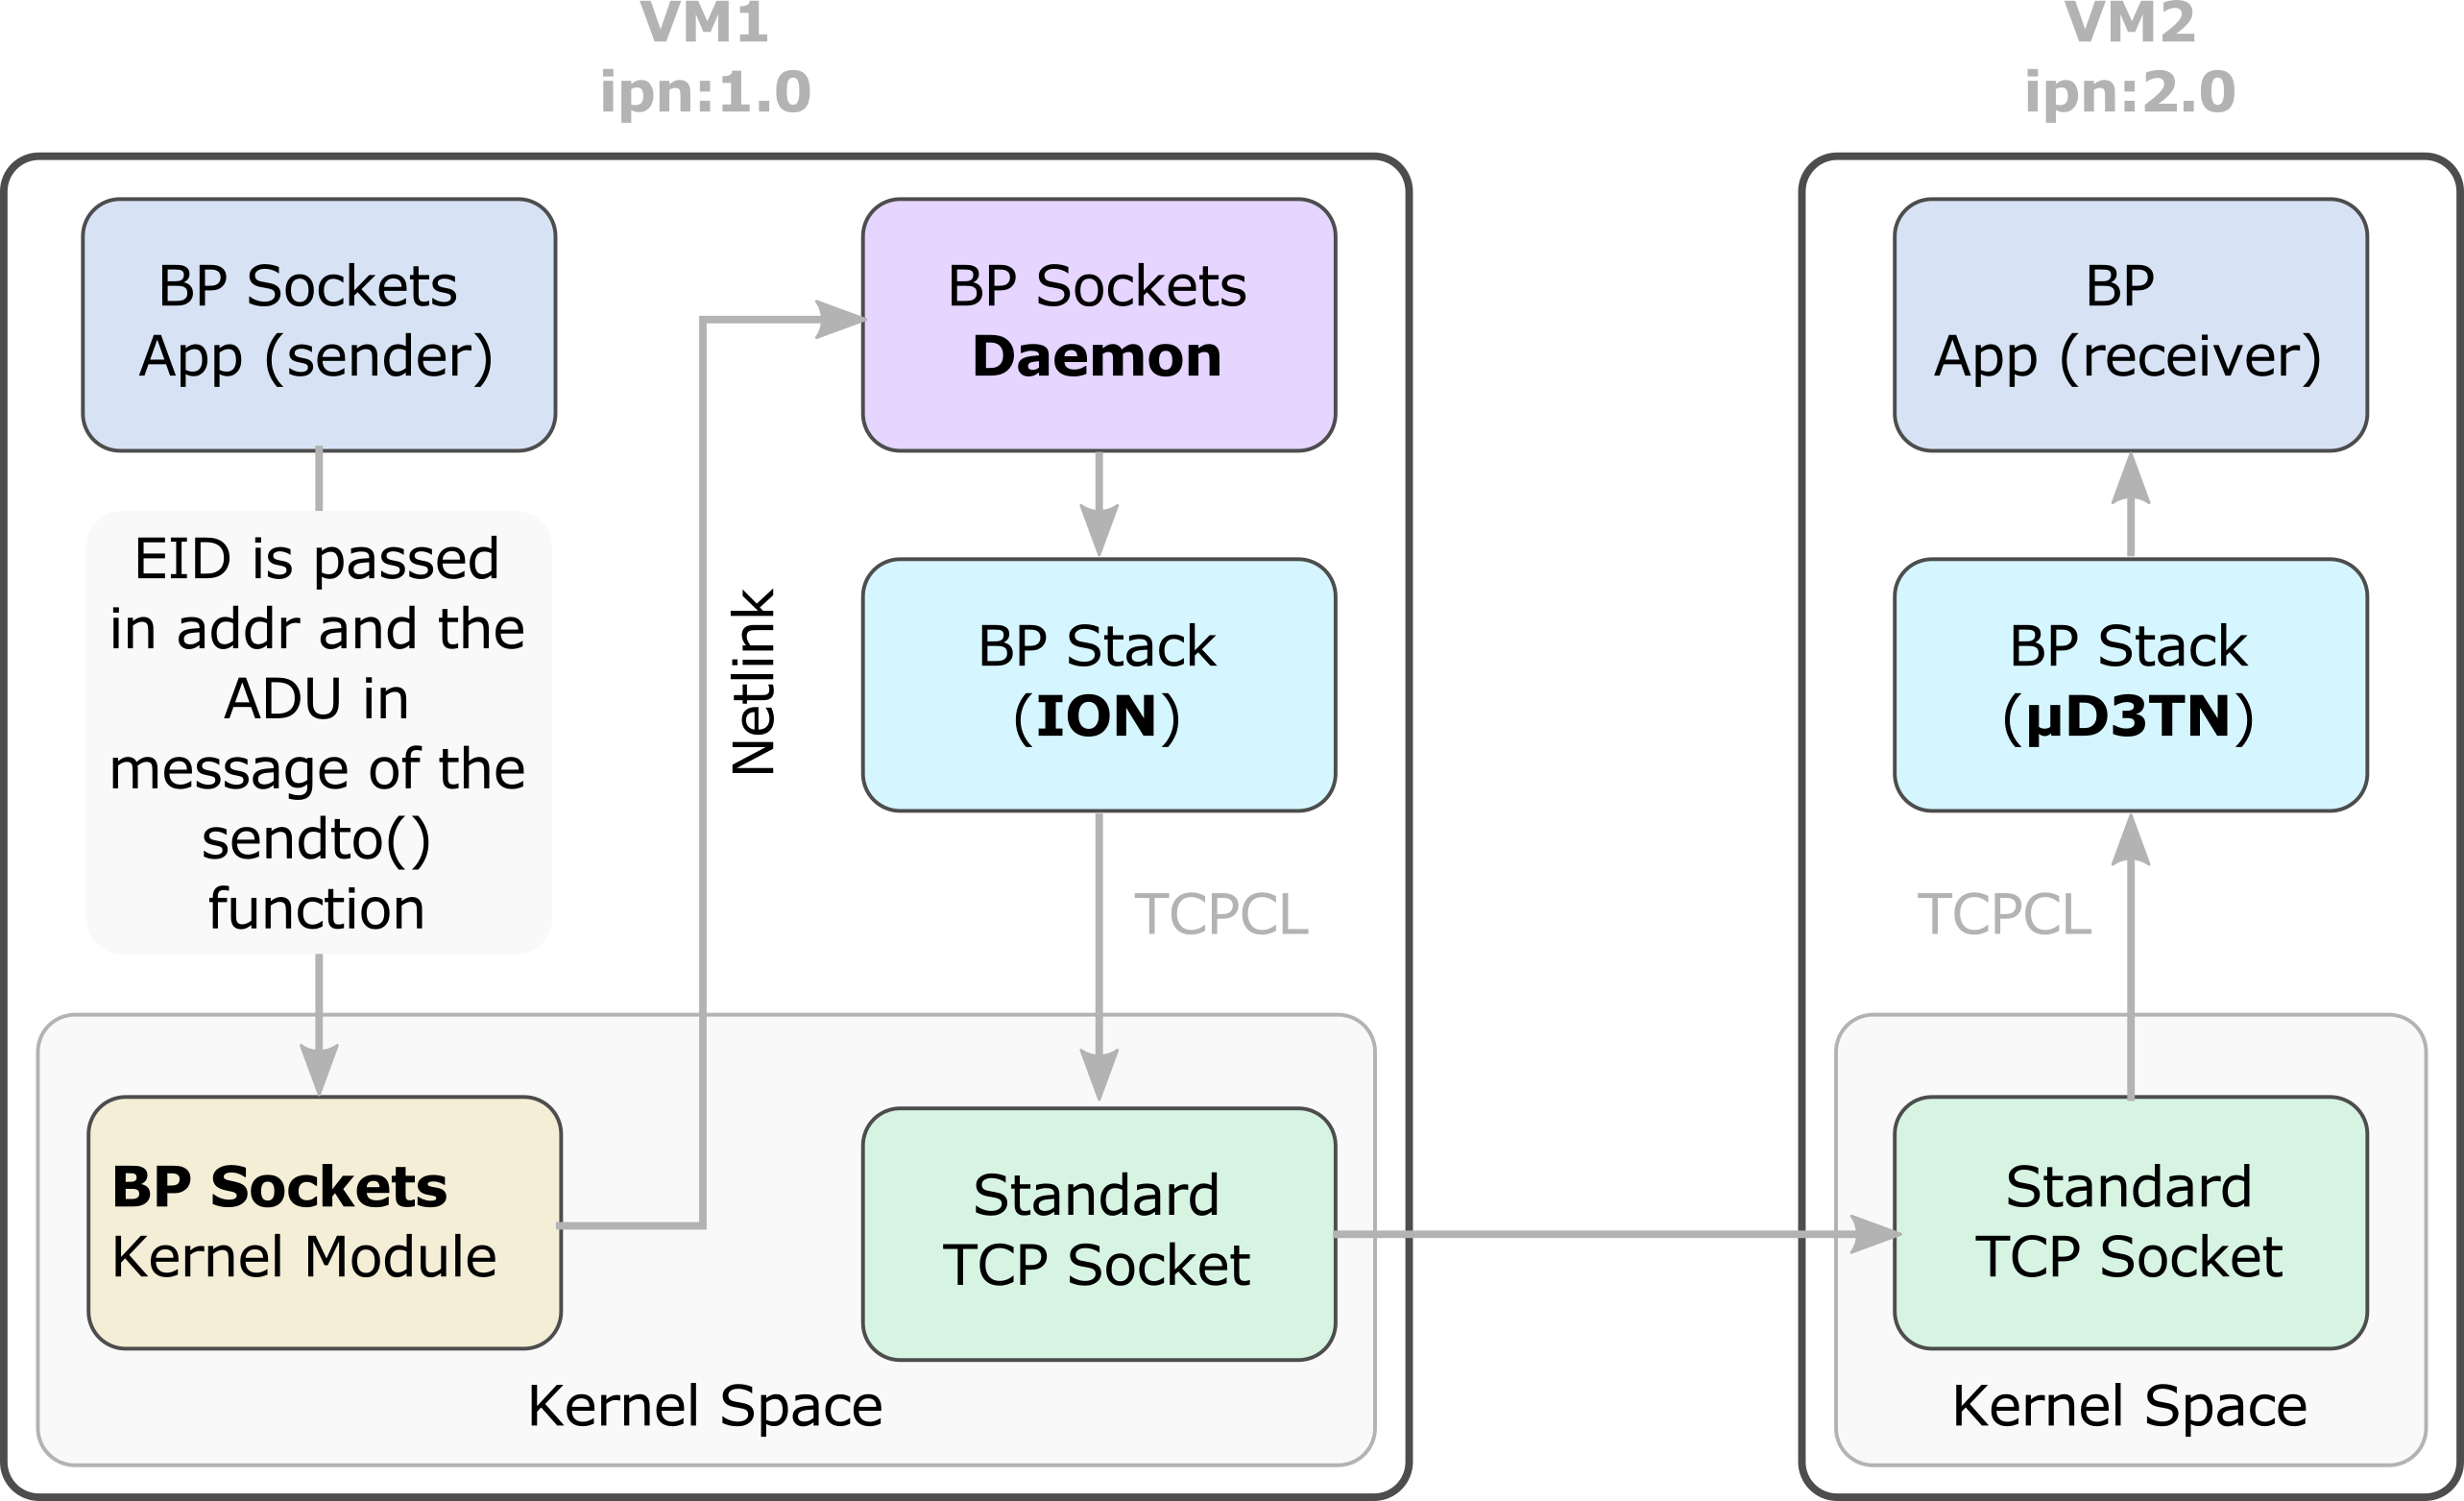 VM1
ipn:1.0
VM2
ipn:2.0
BP Sockets
App (sender)
EID is passed
in addr and the
ADU in
message of the
sendto()
function
BP Sockets
Kernel Module
Netlink
BP Sockets
Daemon
BP Stack
(ION)
TCPCL
Standard
TCP Socket
Kernel Space
BP
App (receiver)
BP Stack
(µD3TN)
TCPCL
Standard
TCP Socket
Kernel Space